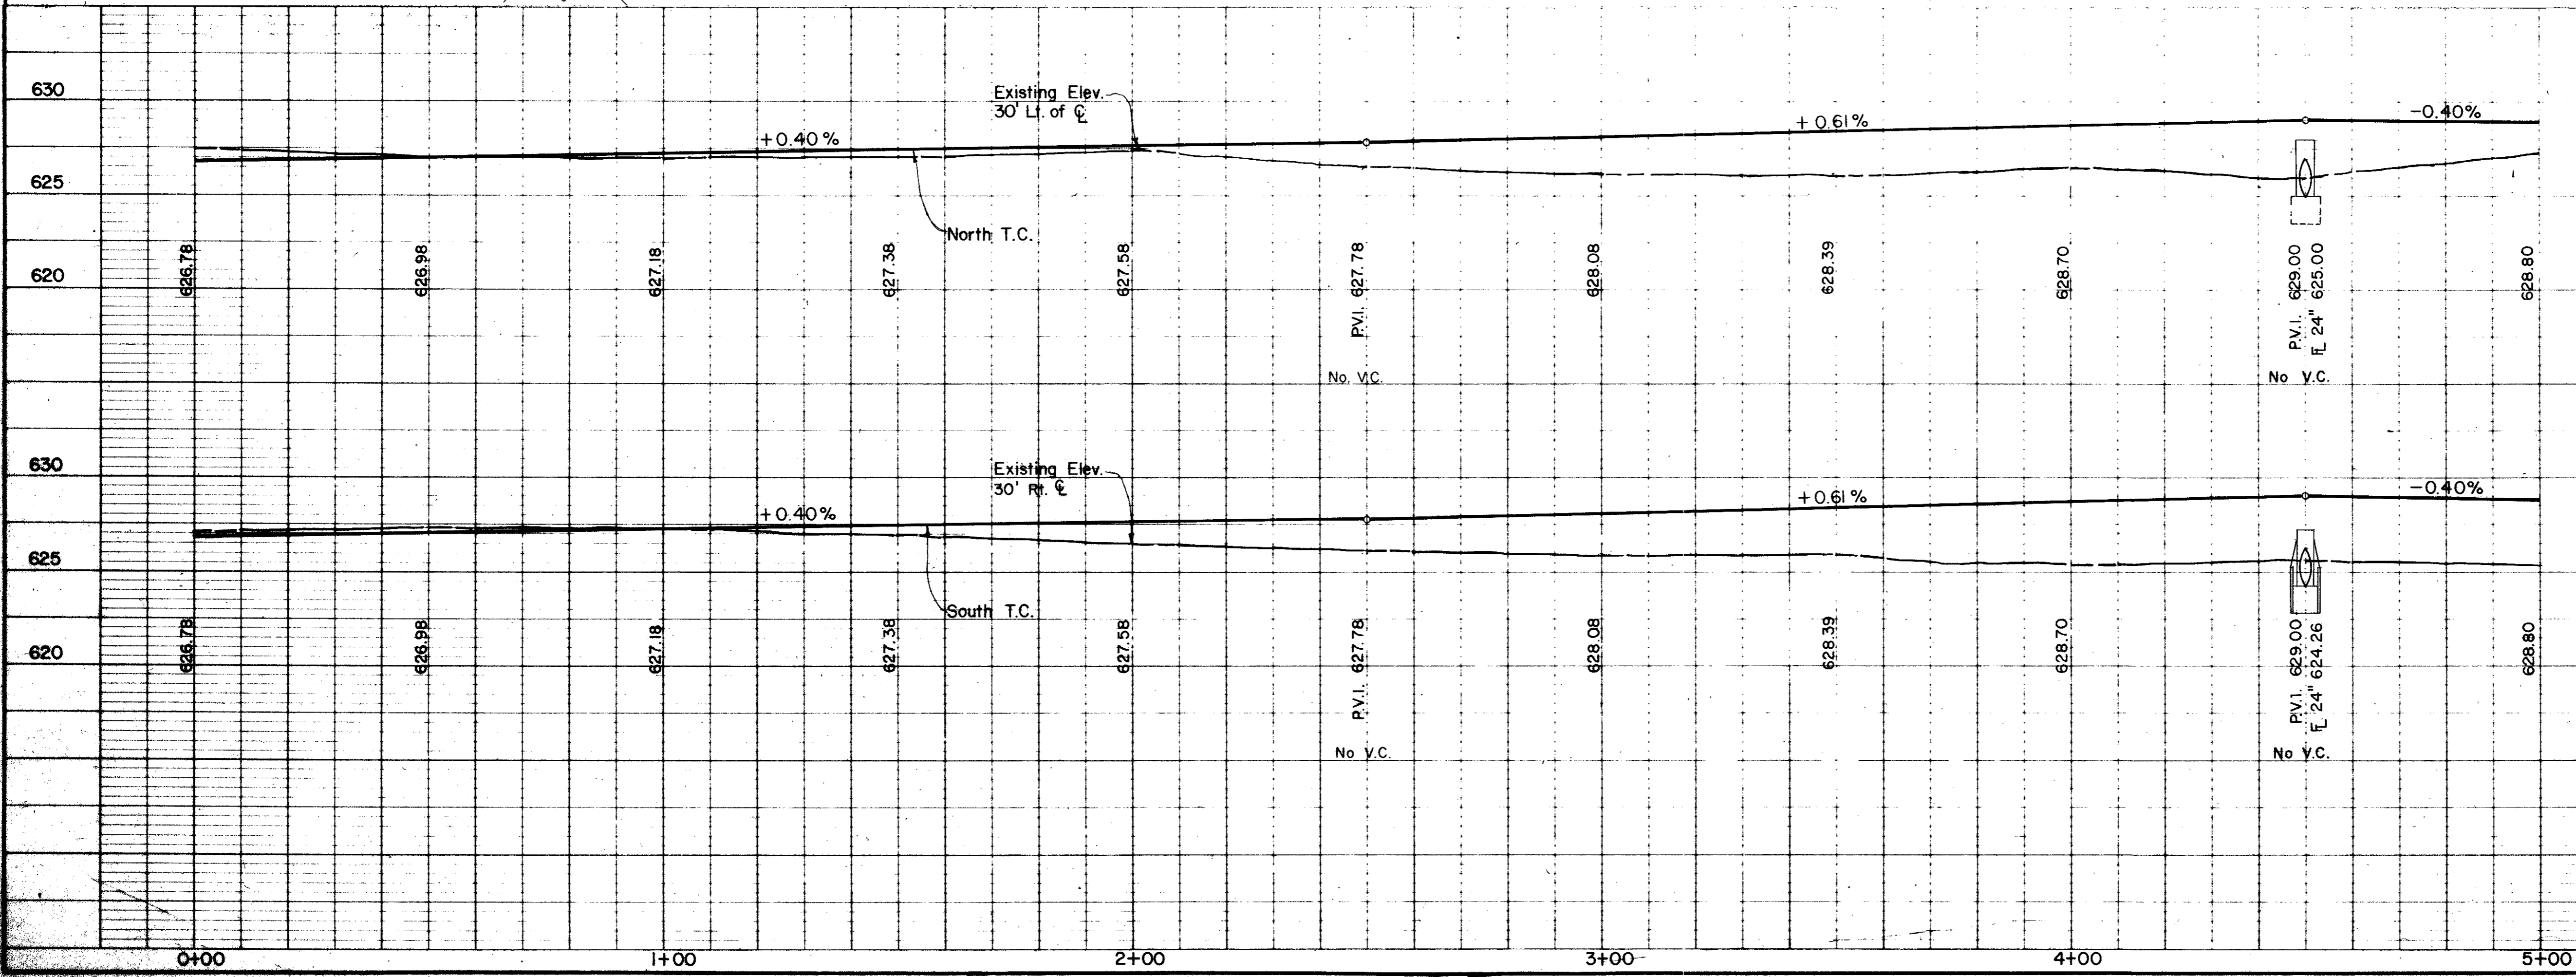 630
Existing Elev.
30' Lt. of ℄
+0.40%
+0.61%
-0.40%
625
North T.C.
620
626.78
626.98
627.18
627.38
627.58
P.V.I. 627.78
628.08
628.39
628.70
P.V.I. 629.00
F̲L 24" 625.00
628.80
No. V.C.
No V.C.
630
Existing Elev.
30' Rt. ℄
+0.40%
+0.61%
-0.40%
625
South T.C.
620
626.78
626.98
627.18
627.38
627.58
P.V.I. 627.78
628.08
628.39
628.70
P.V.I. 629.00
FL 24" 624.26
628.80
No V.C.
No V.C.
0+00
1+00
2+00
3+00
4+00
5+00